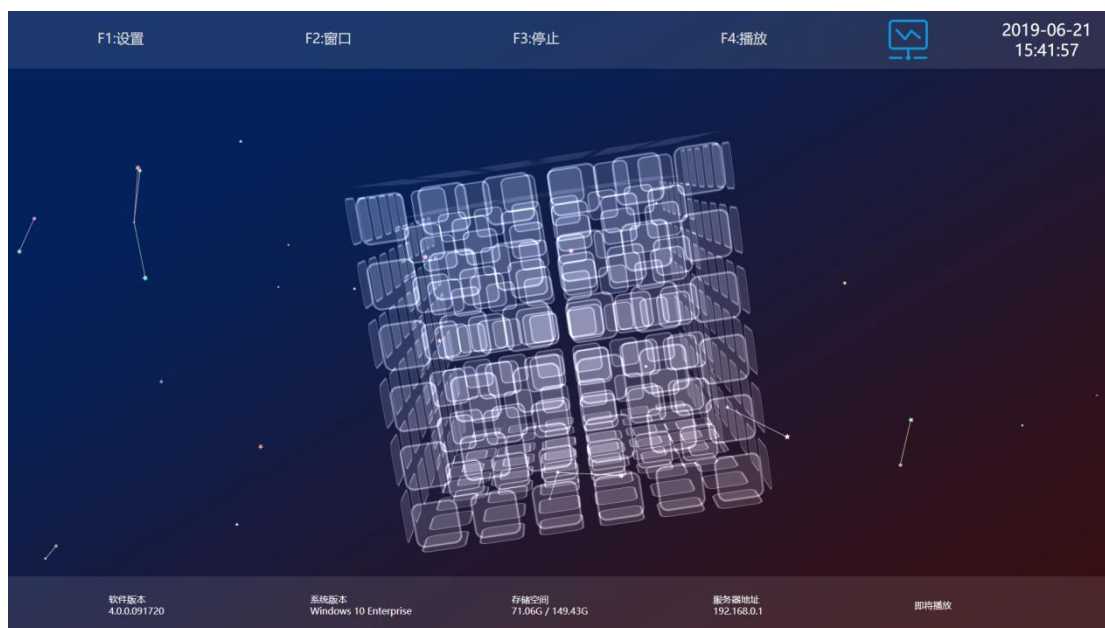 F1:设置
F2:窗口
F3:停止
F4:播放
2019-06-21
15:41:57
软件版本
4.0.0.091720
系统版本
Windows 10 Enterprise
存储空间
71.06G / 149.43G
服务器地址
192.168.0.1
即将播放